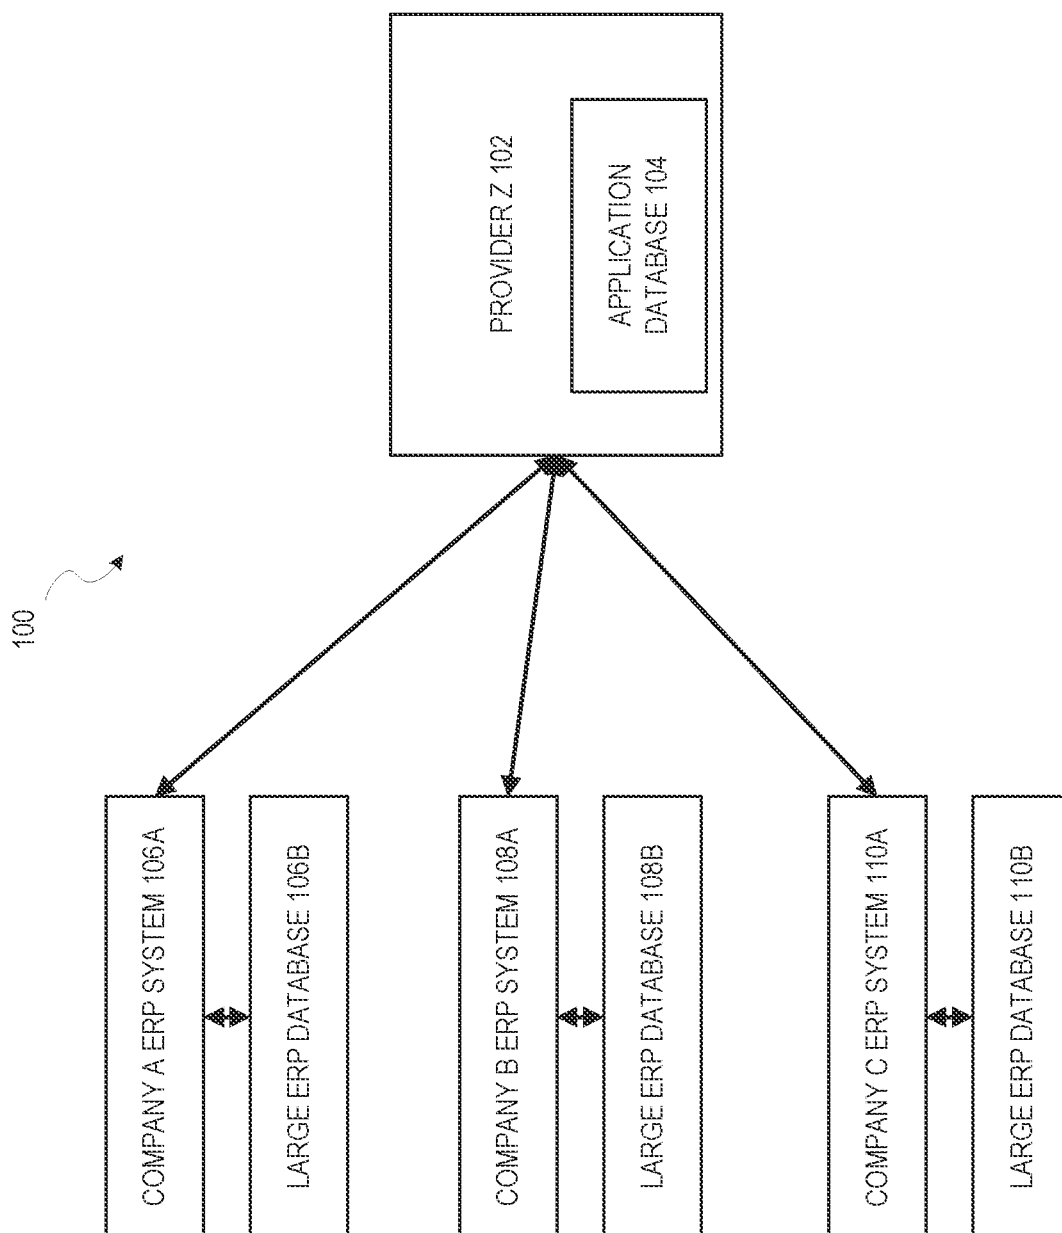 100
PROVIDER Z 102
APPLICATION
DATABASE 104
COMPANY A ERP SYSTEM 106A
LARGE ERP DATABASE 106B
COMPANY B ERP SYSTEM 108A
LARGE ERP DATABASE 108B
COMPANY C ERP SYSTEM 110A
LARGE ERP DATABASE 110B